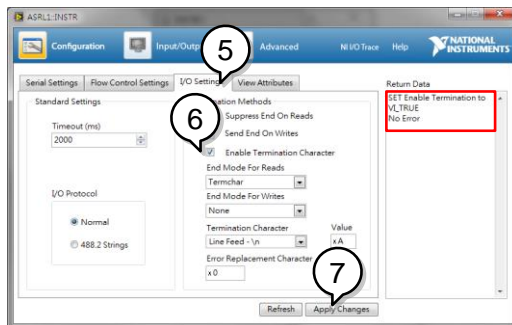 ASRL1::INSTR
Configuration
Input/Outp
5
Advanced
NI I/O Trace
Help
NATIONAL
INSTRUMENTS
Serial Settings
Flow Control Settings
I/O Setting
View Attributes
Return Data
Standard Settings
Timeout (ms)
2000
I/O Protocol
Normal
488.2 Strings
nation Methods
6
Suppress End On Reads
Send End On Writes
Enable Termination Character
End Mode For Reads
Termchar
End Mode For Writes
None
Termination Character
Value
Line Feed - \n
xA
Error Replacement Character
x0
7
Refresh
Apply Changes
SET Enable Termination to
VI_TRUE
No Error